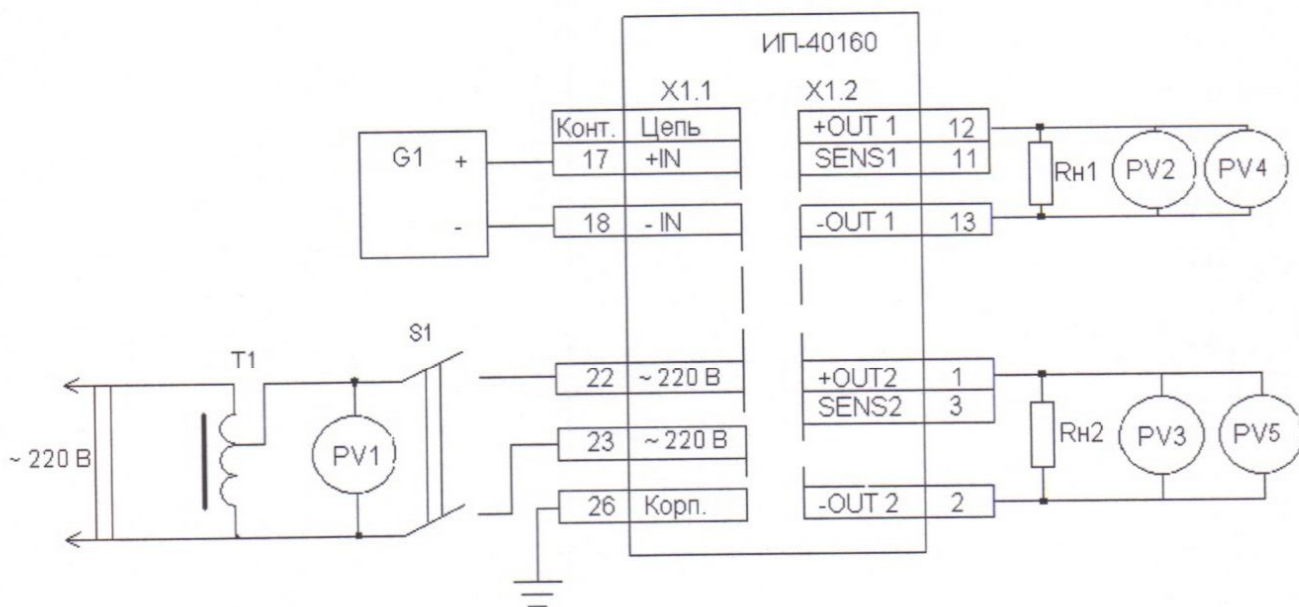 ИП-40160
X1.1 X1.2
Конт. Цепь +OUT 1 12
G1 + 17 +IN SENS1 11 Rн1 PV2 PV4
- 18 - IN -OUT 1 13
S1
T1
22 ~ 220 В +OUT2 1
SENS2 3
~ 220 В PV1 23 ~ 220 В Rн2 PV3 PV5
26 Корп. -OUT 2 2